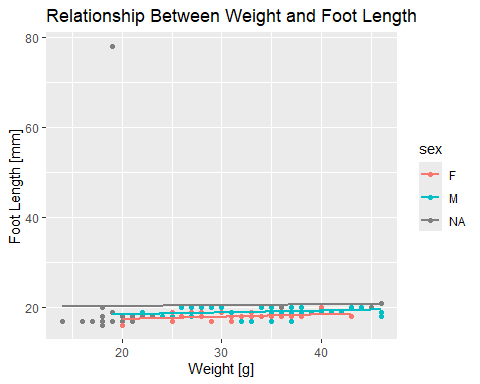 Relationship Between Weight and Foot Length
80
60
40
20
Foot Length [mm]
20
30
40
Weight [g]
sex
F
M
NA